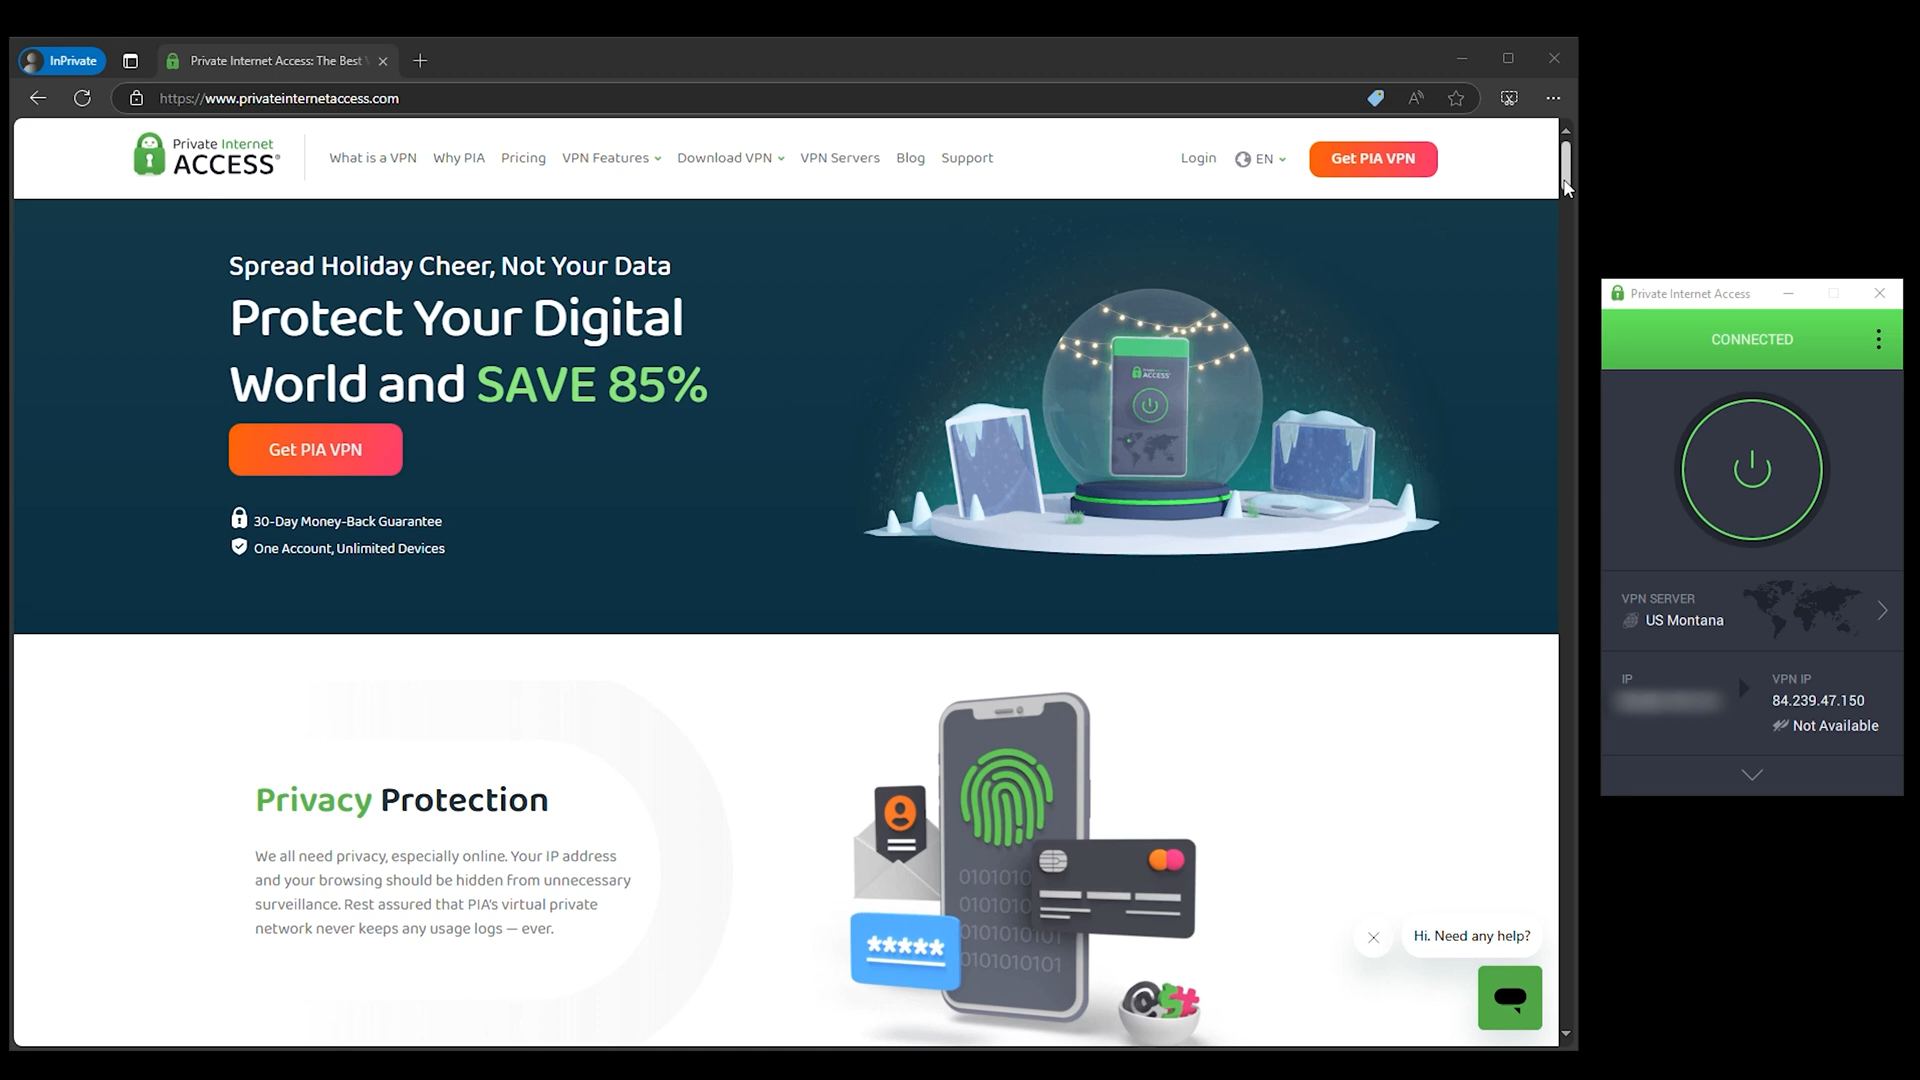 InPrivate
Private Internet Access: The Best
https://www.privateinternetaccess.com
Private Internet
ACCESS®
What is a VPN
Why PIA
Pricing
VPN Features
Download VPN
VPN Servers
Blog
Support
Login
EN
Get PIA VPN
Spread Holiday Cheer, Not Your Data
Protect Your Digital
World and SAVE 85%
Get PIA VPN
30-Day Money-Back Guarantee
One Account, Unlimited Devices
ACCESS
Privacy Protection
We all need privacy, especially online. Your IP address
and your browsing should be hidden from unnecessary
surveillance. Rest assured that PIA's virtual private
network never keeps any usage logs — ever.
0101010
0101010
0101010101
0101010101
*****
@$#
Hi. Need any help?
Private Internet Access
CONNECTED
VPN SERVER
US Montana
IP
VPN IP
84.239.47.150
Not Available